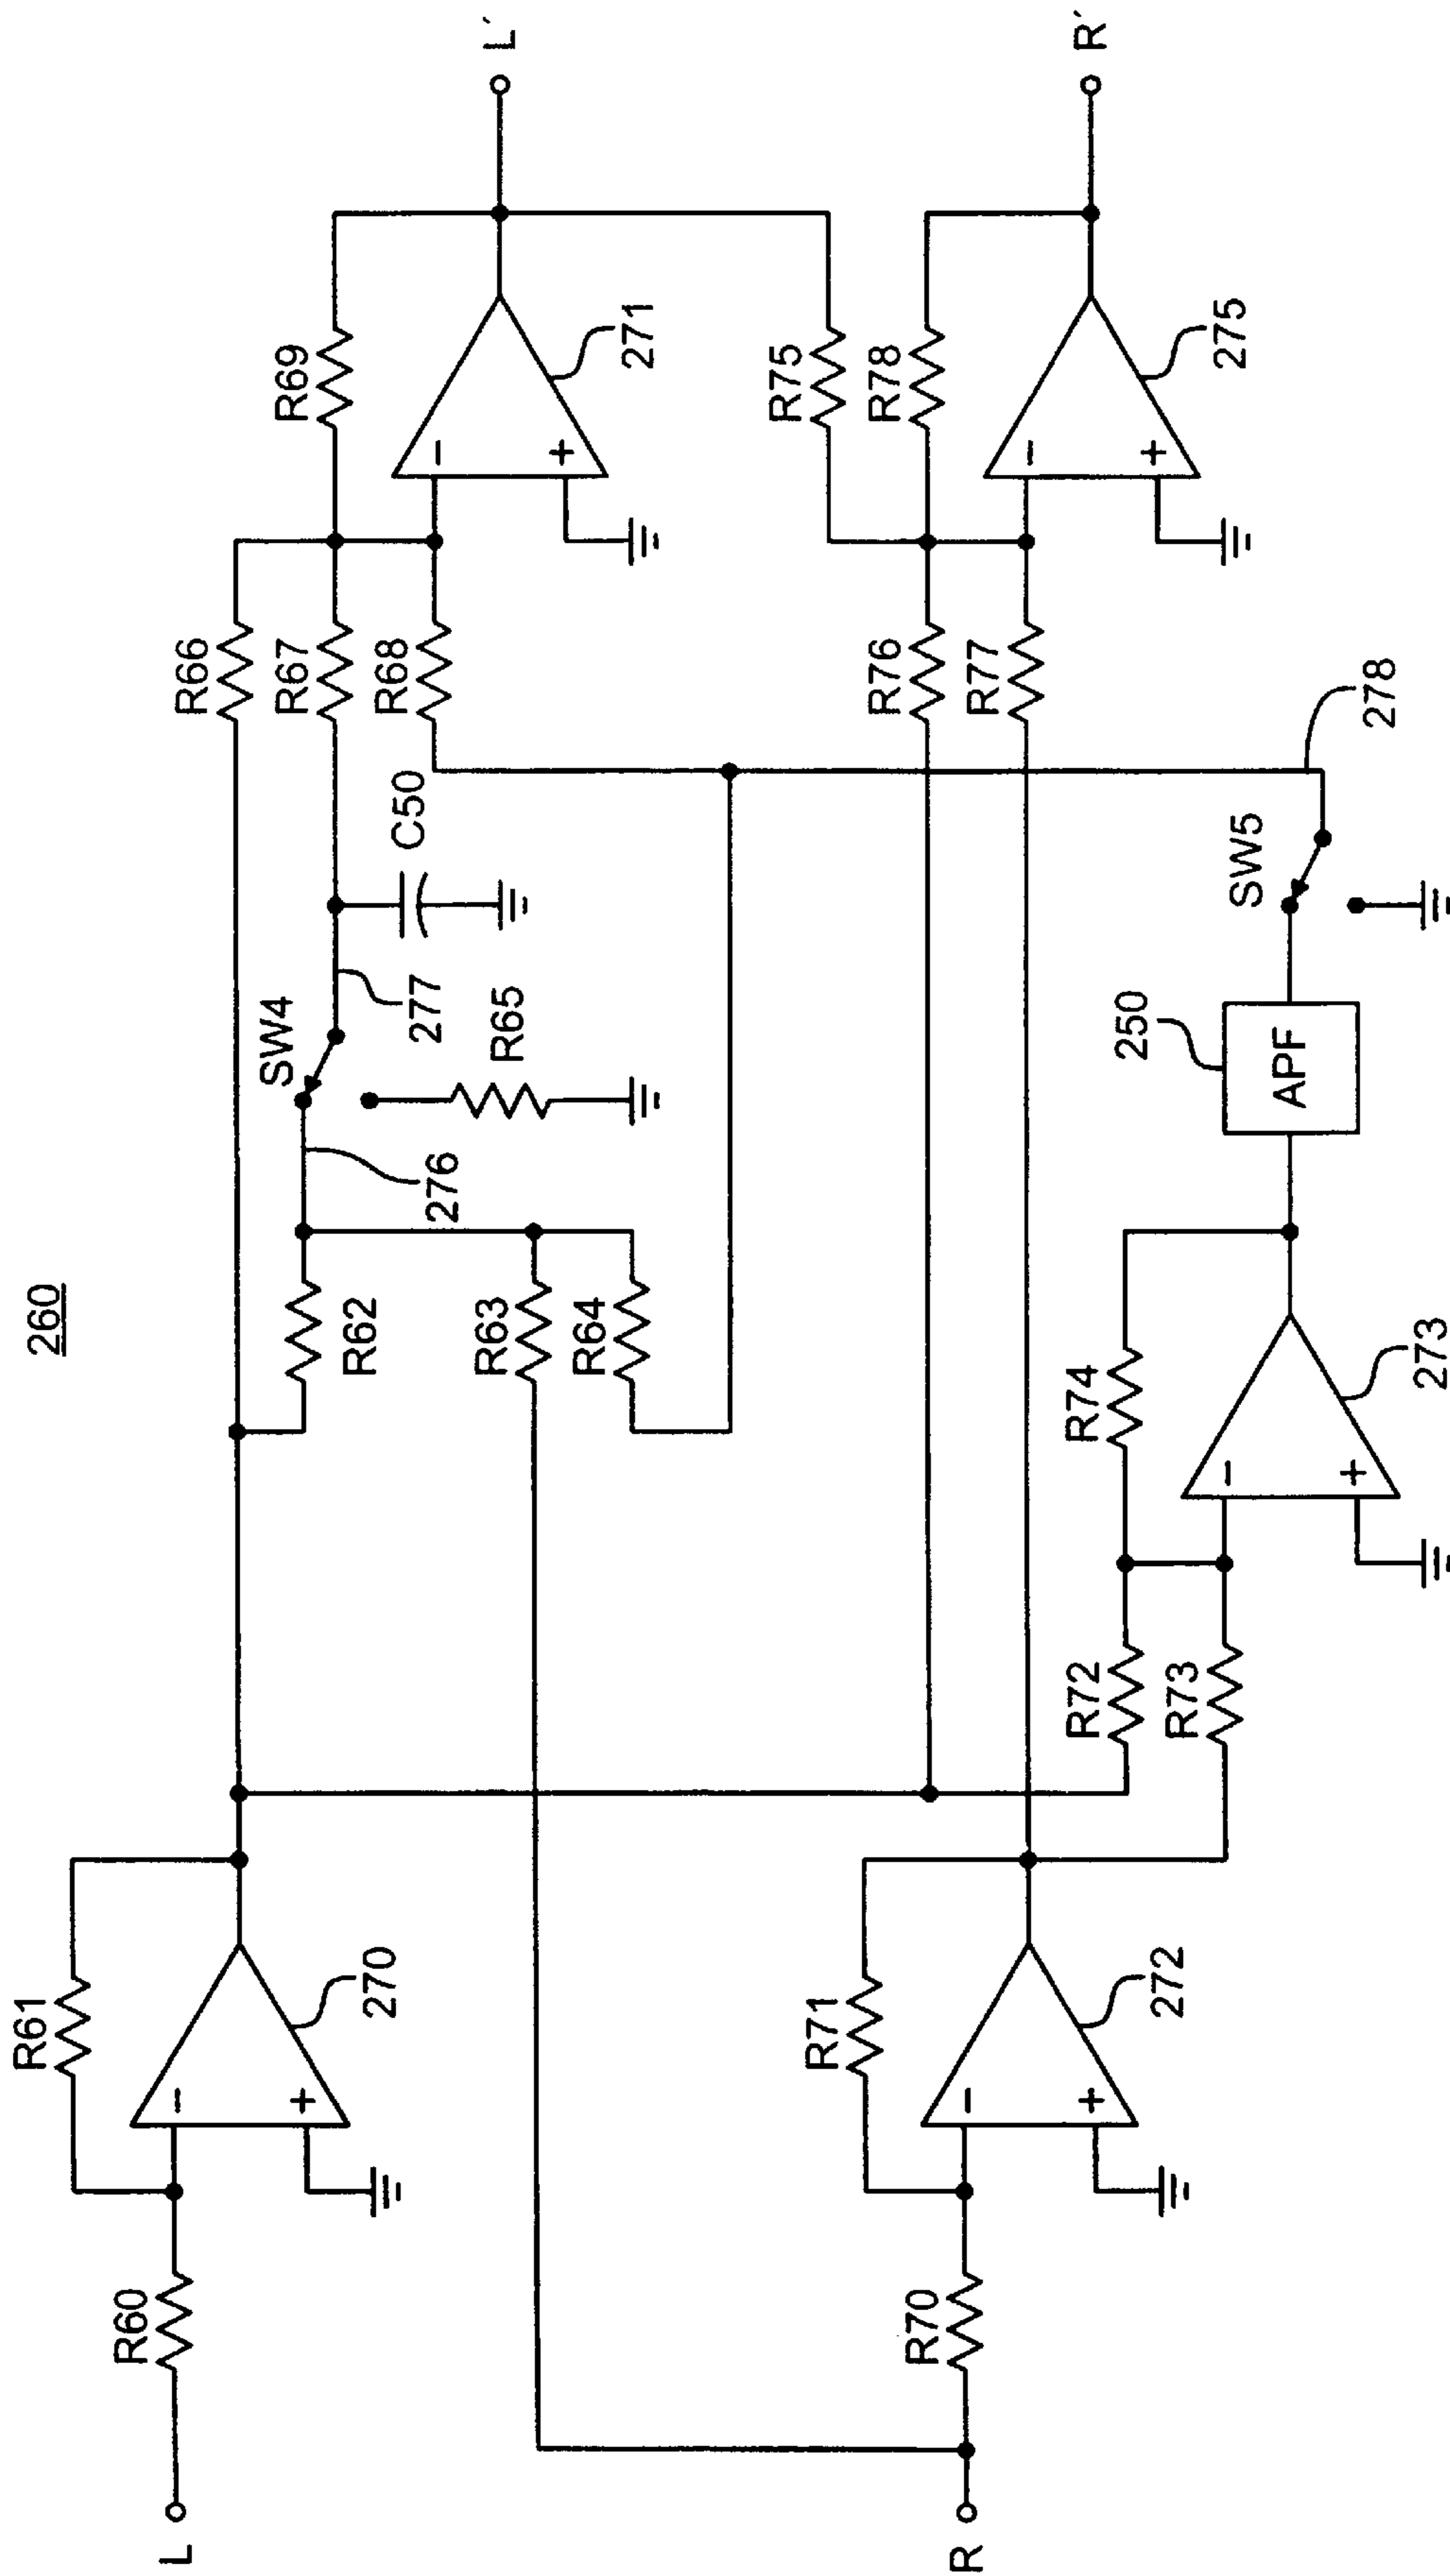 260
L
R60
R61
-
+
270
R62
R63
R64
276
SW4
R65
277
C50
R66
R67
R68
R69
-
+
271
L′
R
R70
R71
-
+
272
R72
R73
R74
-
+
273
250
APF
SW5
278
R75
R76
R77
R78
-
+
275
R′